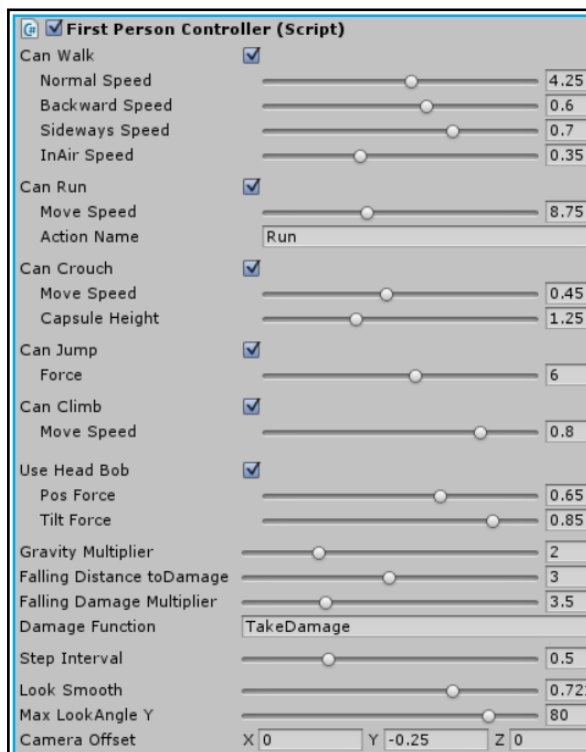 First Person Controller (Script)
Can Walk
Normal Speed 4.25
Backward Speed 0.6
Sideways Speed 0.7
InAir Speed 0.35
Can Run
Move Speed 8.75
Action Name Run
Can Crouch
Move Speed 0.45
Capsule Height 1.25
Can Jump
Force 6
Can Climb
Move Speed 0.8
Use Head Bob
Pos Force 0.65
Tilt Force 0.85
Gravity Multiplier 2
Falling Distance toDamage 3
Falling Damage Multiplier 3.5
Damage Function TakeDamage
Step Interval 0.5
Look Smooth
Max LookAngle Y 80
Camera Offset X 0 Y -0.25 Z 0